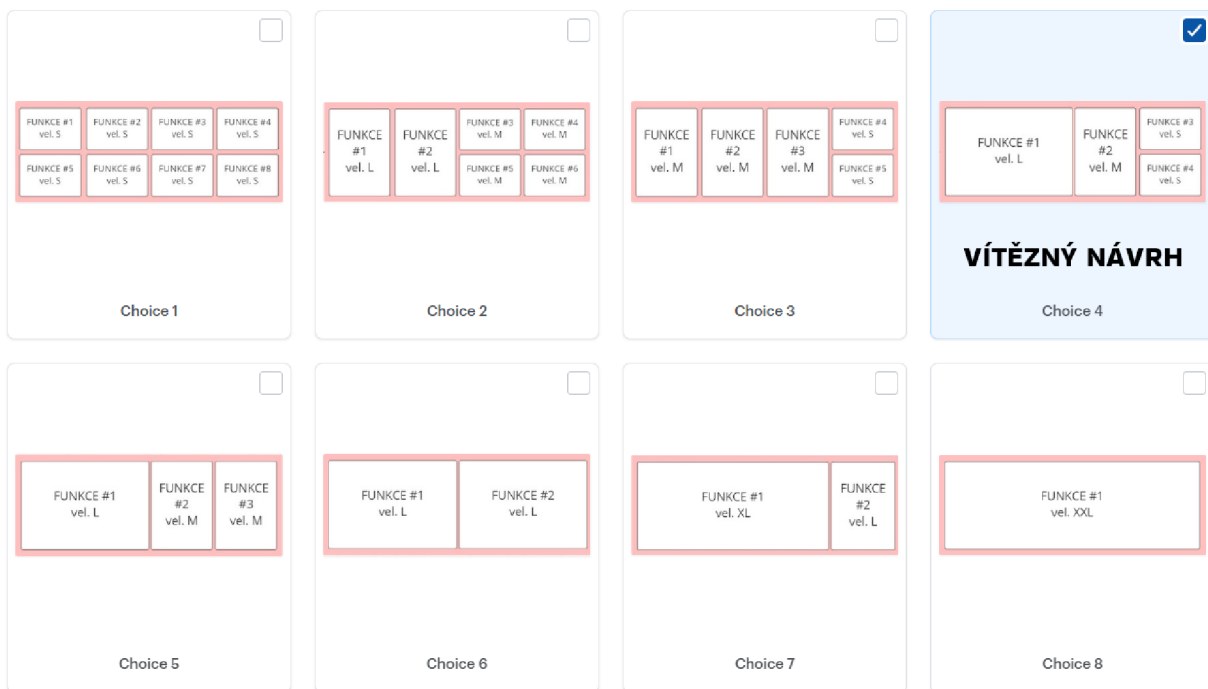 FUNKCE #1
vel. S
FUNKCE #2
vel. S
FUNKCE #3
vel. S
FUNKCE #4
vel. S
FUNKCE #5
vel. S
FUNKCE #6
vel. S
FUNKCE #7
vel. S
FUNKCE #8
vel. S
Choice 1
FUNKCE
#1
vel. L
FUNKCE
#2
vel. L
FUNKCE #3
vel. M
FUNKCE #4
vel. M
FUNKCE #5
vel. M
FUNKCE #6
vel. M
Choice 2
FUNKCE
#1
vel. M
FUNKCE
#2
vel. M
FUNKCE
#3
vel. M
FUNKCE #4
vel. S
FUNKCE #5
vel. S
Choice 3
FUNKCE #1
vel. L
FUNKCE
#2
vel. M
FUNKCE #3
vel. S
FUNKCE #4
vel. S
VÍTĚZNÝ NÁVRH
Choice 4
FUNKCE #1
vel. L
FUNKCE
#2
vel. M
FUNKCE
#3
vel. M
Choice 5
FUNKCE #1
vel. L
FUNKCE #2
vel. L
Choice 6
FUNKCE #1
vel. XL
FUNKCE
#2
vel. L
Choice 7
FUNKCE #1
vel. XXL
Choice 8